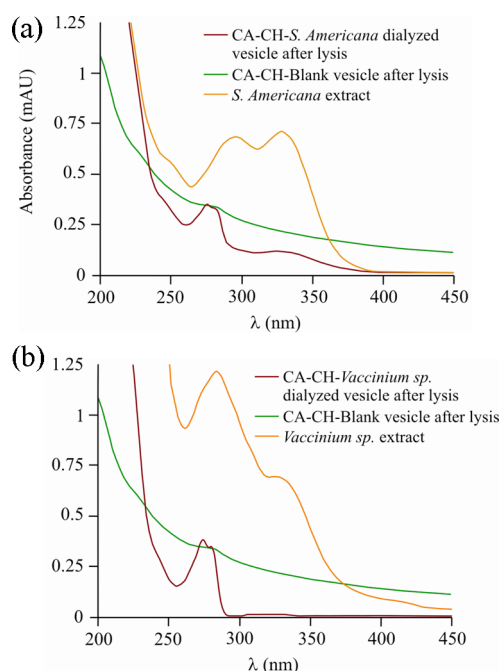 (a)
CA-CH-S. Americana dialyzed
vesicle after lysis
CA-CH-Blank vesicle after lysis
S. Americana extract
Absorbance (mAU)
1
0.75
0.5
0.25
0
200 250 300 350 400 450
λ (nm)
(b)
1.25
CA-CH-Vaccinium sp.
dialyzed vesicle after lysis
CA-CH-Blank vesicle after lysis
Vaccinium sp. extract
1
0.75
0.5
0.25
0
200 250 300 350 400 450
λ (nm)